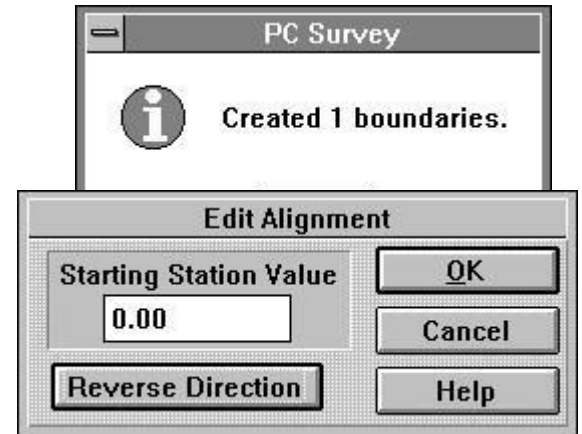 PC Survey
Created 1 boundaries.
Edit Alignment
Starting Station Value
0.00
OK
Cancel
Reverse Direction
Help